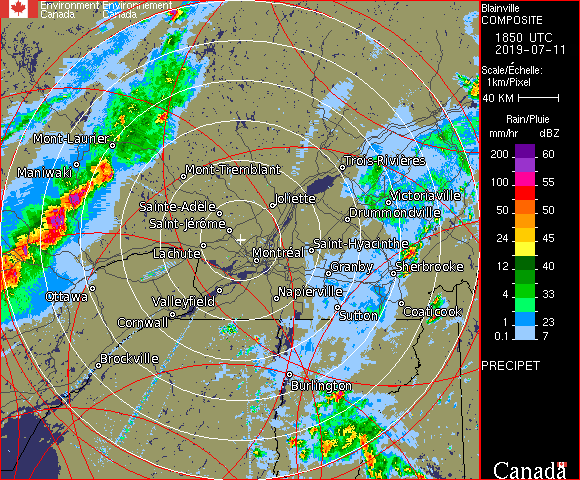 Environment Environnement
Canada Canada
Blainville
COMPOSITE
1850 UTC
2019-07-11
Scale/Échelle:
1km/Pixel
40 KM
Rain/Pluie
mm/hr dBZ
200 60
100 55
50 50
24 45
12 40
4 33
1 23
0.1 7
PRECIPET
Canada
Mont-Laurier
Maniwaki
Mont-Tremblant
Trois-Rivières
Sainte-Adèle
Joliette
Victoriaville
Saint-Jérôme
Drummondville
Lachute
Montréal
Saint-Hyacinthe
Granby
Sherbrooke
Ottawa
Valleyfield
Napierville
Cornwall
Sutton
Coaticook
Brockville
Burlington